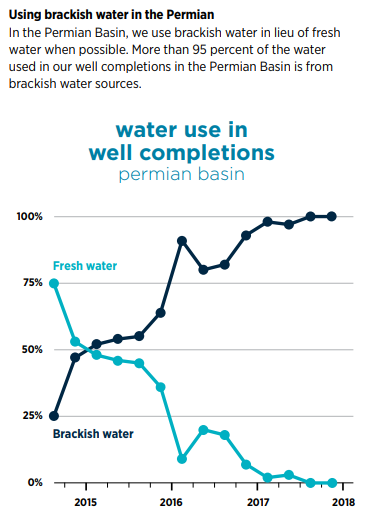 Using brackish water in the Permian
In the Permian Basin, we use brackish water in lieu of fresh
water when possible. More than 95 percent of the water
used in our well completions in the Permian Basin is from
brackish water sources.
water use in
well completions
permian basin
100%
Fresh water
75%
50%
25%
Brackish water
0%
2015 2016 2017 2018